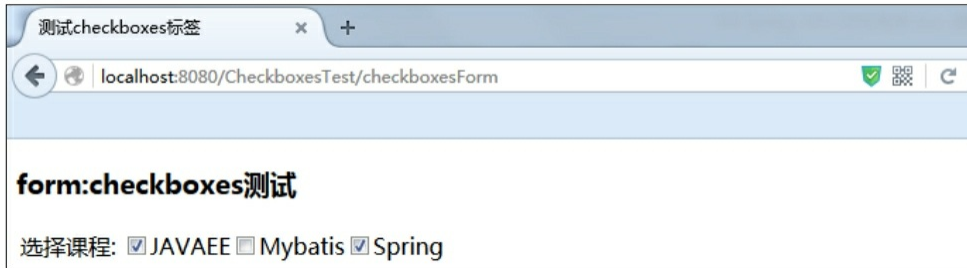 测试checkboxes标签
localhost:8080/CheckboxesTest/checkboxesForm
form:checkboxes测试
选择课程: JAVAEE Mybatis Spring